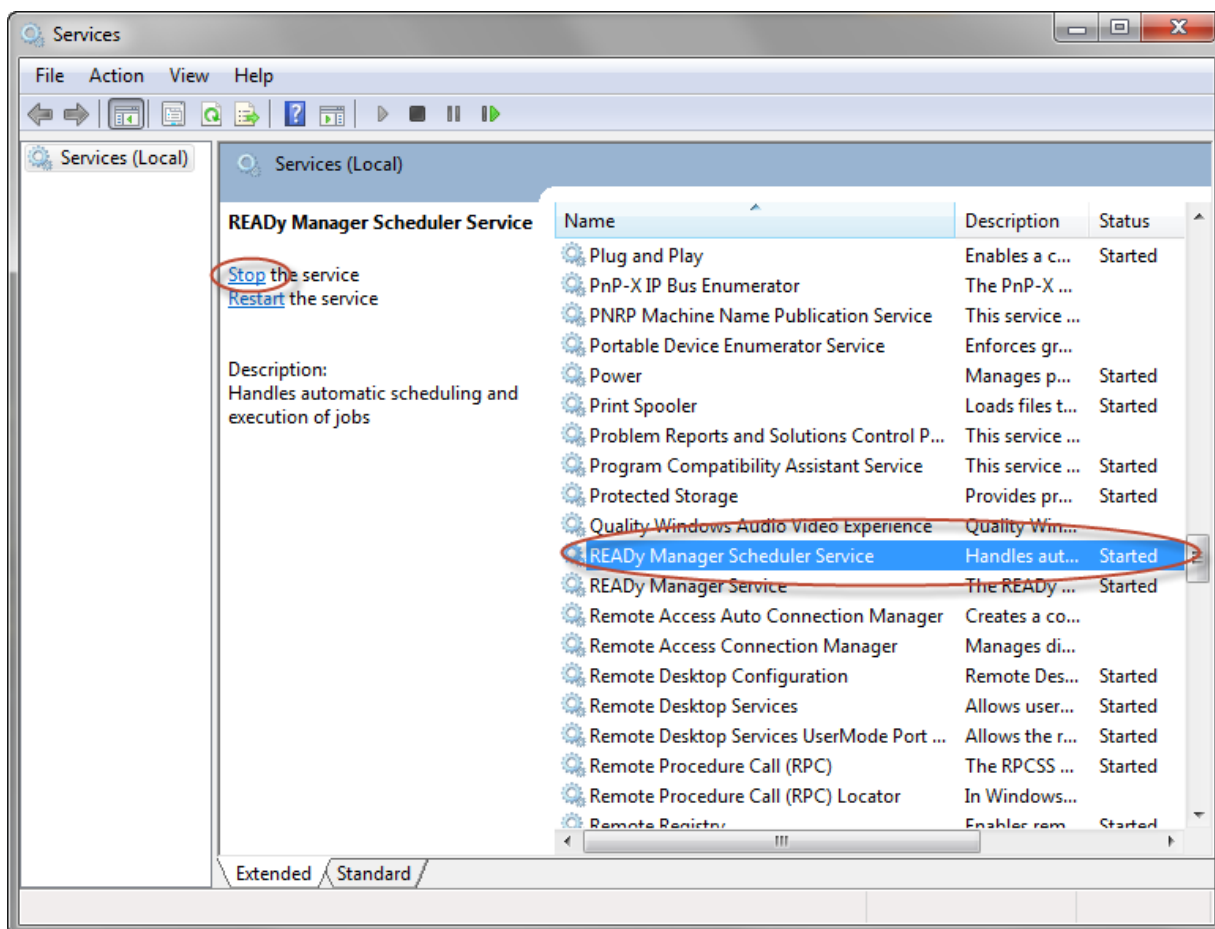 Services
File Action View Help
Services (Local)
Services (Local)
READy Manager Scheduler Service
Stop the service
Restart the service
Description:
Handles automatic scheduling and
execution of jobs
Name Description Status
Plug and Play Enables a c... Started
PnP-X IP Bus Enumerator The PnP-X ...
PNRP Machine Name Publication Service This service ...
Portable Device Enumerator Service Enforces gr...
Power Manages p... Started
Print Spooler Loads files t... Started
Problem Reports and Solutions Control P... This service ...
Program Compatibility Assistant Service This service ... Started
Protected Storage Provides pr... Started
Quality Windows Audio Video Experience Quality Win...
READy Manager Scheduler Service Handles aut... Started
READy Manager Service The READy ... Started
Remote Access Auto Connection Manager Creates a co...
Remote Access Connection Manager Manages di...
Remote Desktop Configuration Remote Des... Started
Remote Desktop Services Allows user... Started
Remote Desktop Services UserMode Port ... Allows the r... Started
Remote Procedure Call (RPC) The RPCSS ... Started
Remote Procedure Call (RPC) Locator In Windows...
Remote Registry Enables rem... Started
Extended Standard